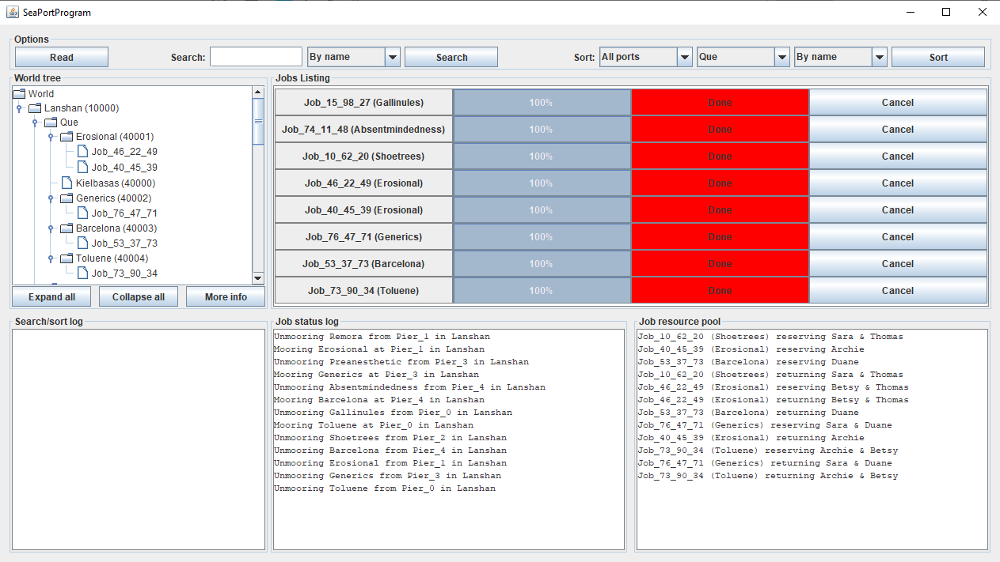 SeaPortProgram
Options
Read Search: By name Search Sort: All ports Que By name Sort
World tree
World
Lanshan (10000)
Que
Erosional (40001)
Job_46_22_49
Job_40_45_39
Kielbasas (40000)
Generics (40002)
Job_76_47_71
Barcelona (40003)
Job_53_37_73
Toluene (40004)
Job_73_90_34
Expand all Collapse all More info
Jobs Listing
Job_15_98_27 (Gallinules) 100% Done Cancel
Job_74_11_48 (Absentmindedness) 100% Done Cancel
Job_10_62_20 (Shoetrees) 100% Done Cancel
Job_46_22_49 (Erosional) 100% Done Cancel
Job_40_45_39 (Erosional) 100% Done Cancel
Job_76_47_71 (Generics) 100% Done Cancel
Job_53_37_73 (Barcelona) 100% Done Cancel
Job_73_90_34 (Toluene) 100% Done Cancel
Search/sort log
Job status log
Unmooring Remora from Pier_1 in Lanshan
Mooring Erosional at Pier_1 in Lanshan
Unmooring Preanesthetic from Pier_3 in Lanshan
Mooring Generics at Pier_3 in Lanshan
Unmooring Absentmindedness from Pier_4 in Lanshan
Mooring Barcelona at Pier_4 in Lanshan
Unmooring Gallinules from Pier_0 in Lanshan
Mooring Toluene at Pier_0 in Lanshan
Unmooring Shoetrees from Pier_2 in Lanshan
Unmooring Barcelona from Pier_4 in Lanshan
Unmooring Erosional from Pier_1 in Lanshan
Unmooring Generics from Pier_3 in Lanshan
Unmooring Toluene from Pier_0 in Lanshan
Job resource pool
Job_10_62_20 (Shoetrees) reserving Sara & Thomas
Job_40_45_39 (Erosional) reserving Archie
Job_53_37_73 (Barcelona) reserving Duane
Job_10_62_20 (Shoetrees) returning Sara & Thomas
Job_46_22_49 (Erosional) reserving Betsy & Thomas
Job_46_22_49 (Erosional) returning Betsy & Thomas
Job_53_37_73 (Barcelona) returning Duane
Job_76_47_71 (Generics) reserving Sara & Duane
Job_40_45_39 (Erosional) returning Archie
Job_73_90_34 (Toluene) reserving Archie & Betsy
Job_76_47_71 (Generics) returning Sara & Duane
Job_73_90_34 (Toluene) returning Archie & Betsy